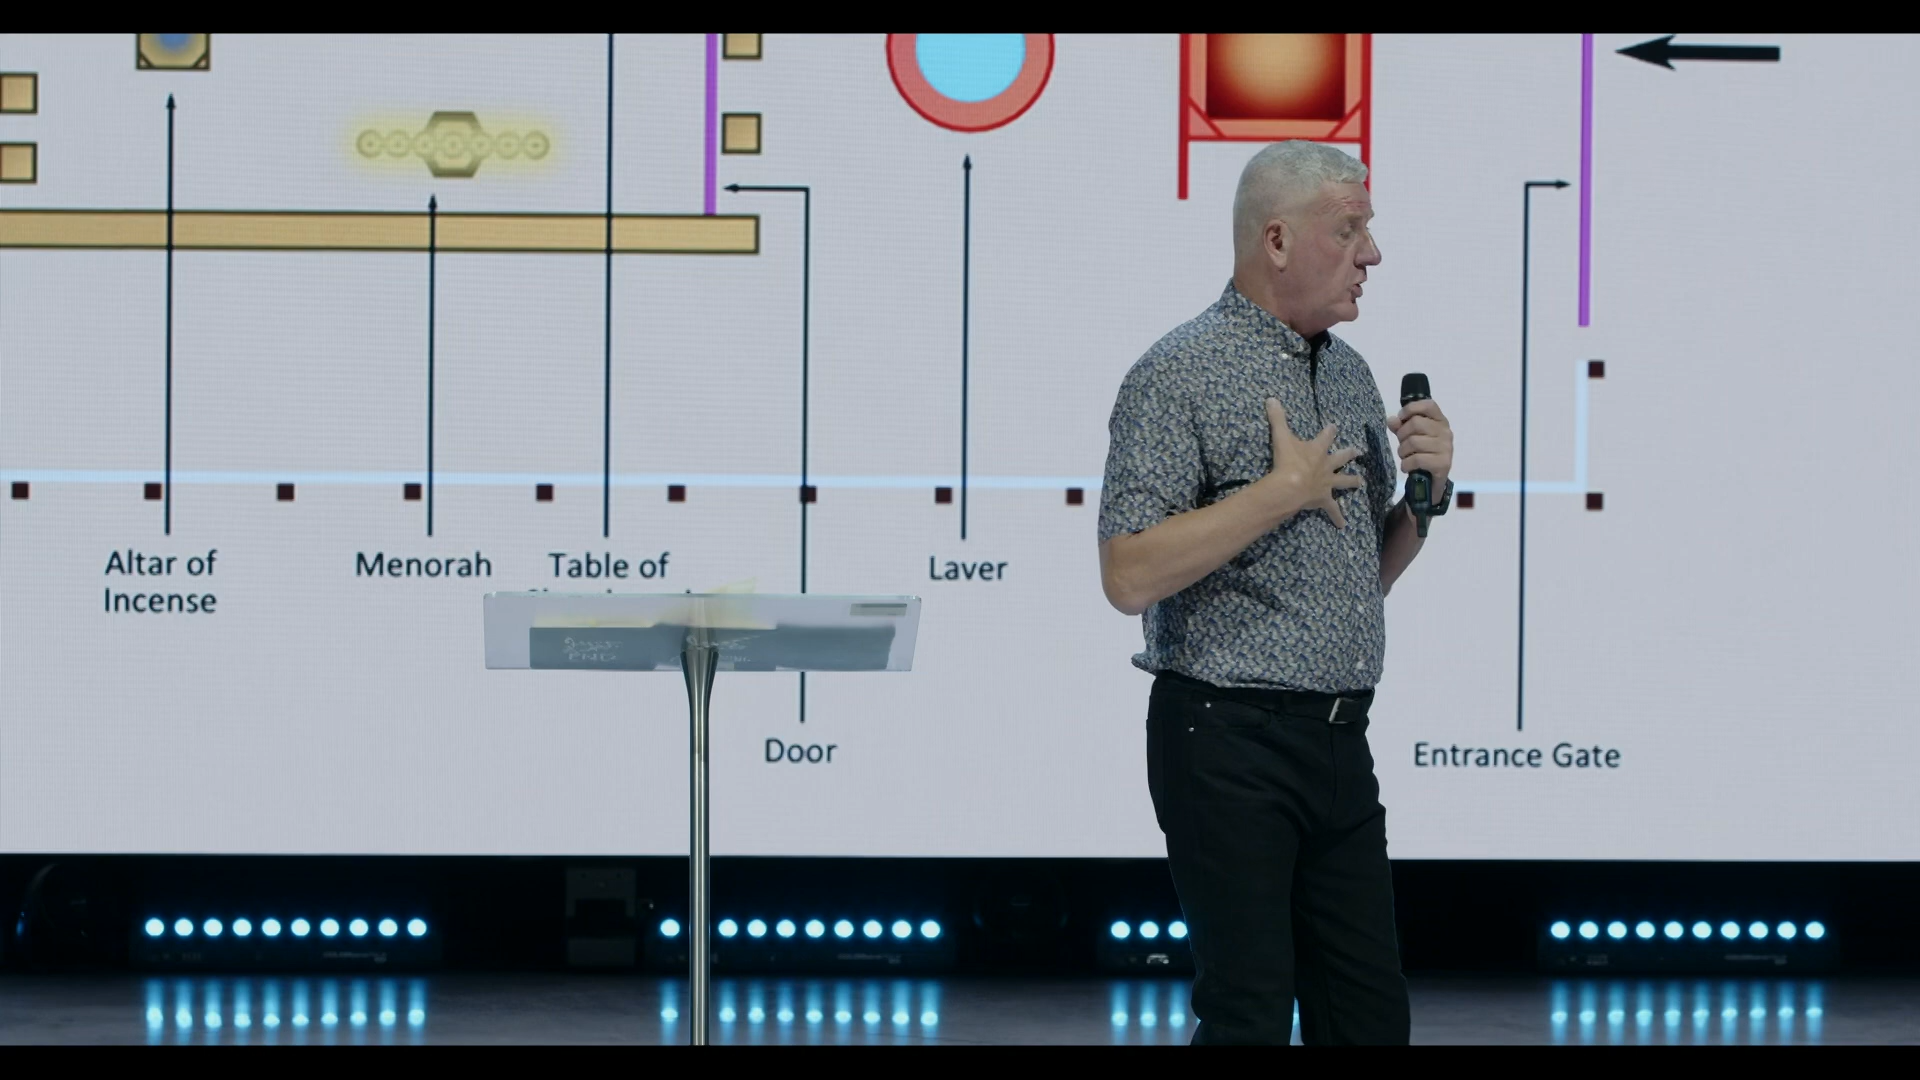 Altar of
Incense
Menorah
Table of
Laver
Door
Entrance Gate